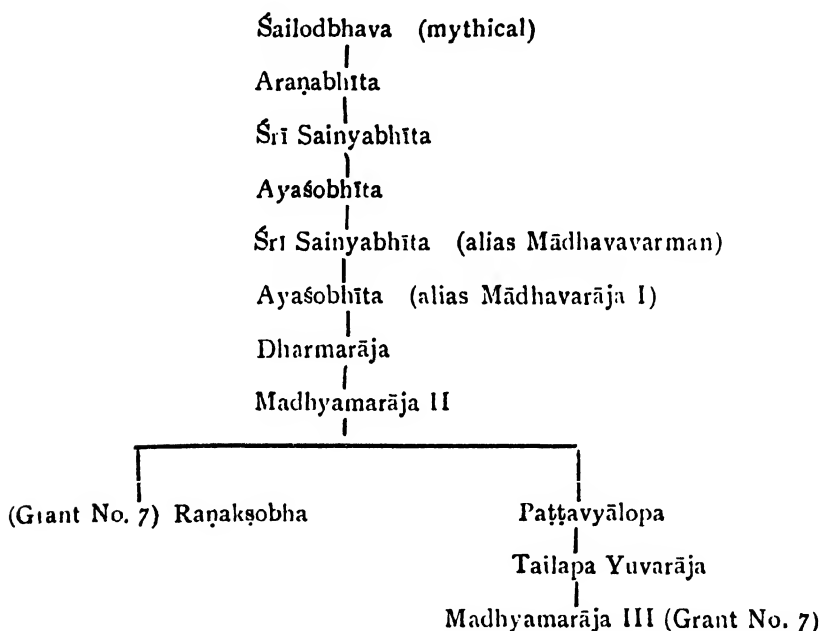 Śailodbhava (mythical)
Araṇabhīta
Śrī Sainyabhīta
Ayaśobhīta
Śrī Sainyabhīta (alias Mādhavavarman)
Ayaśobhīta (alias Mādhavarāja I)
Dharmarāja
Madhyamarāja II
(Grant No. 7) Raṇakṣobha Paṭṭavyālopa
Tailapa Yuvarāja
Madhyamarāja III (Grant No. 7)